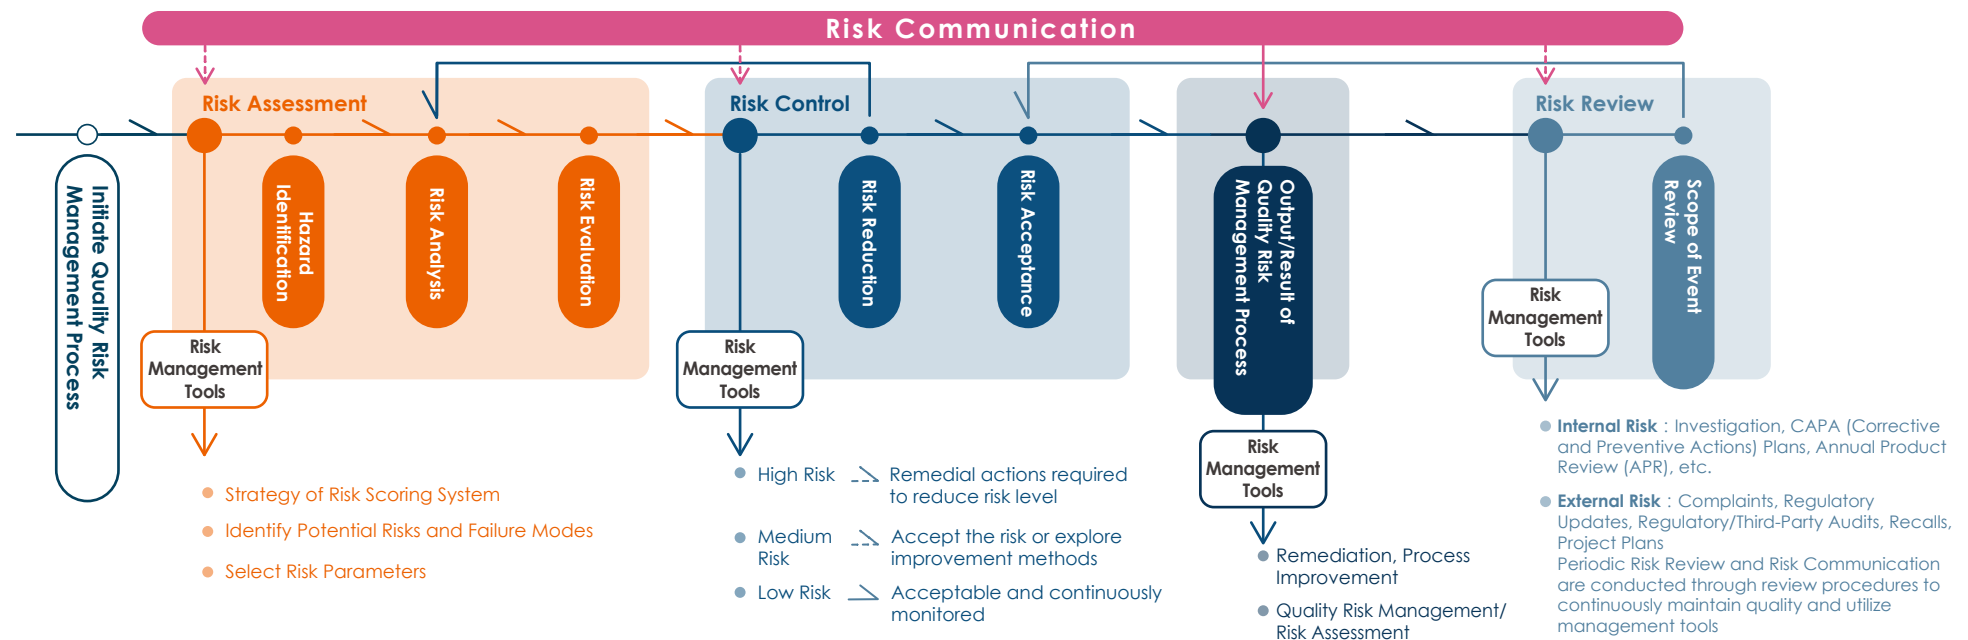 Risk Communication
Initiate Quality Risk
Management Process
Risk Assessment
Hazard
Identification
Risk Analysis
Risk Evaluation
Risk
Management
Tools
Strategy of Risk Scoring System
Identify Potential Risks and Failure Modes
Select Risk Parameters
Risk Control
Risk Reduction
Risk Acceptance
Risk
Management
Tools
High Risk
Remedial actions required
to reduce risk level
Medium
Risk
Accept the risk or explore
improvement methods
Low Risk
Acceptable and continuously
monitored
Output/Result of
Quality Risk
Management Process
Risk
Management
Tools
Remediation, Process
Improvement
Quality Risk Management/
Risk Assessment
Risk Review
Scope of Event
Review
Risk
Management
Tools
Internal Risk : Investigation, CAPA (Corrective
and Preventive Actions) Plans, Annual Product
Review (APR), etc.
External Risk : Complaints, Regulatory
Updates, Regulatory/Third-Party Audits, Recalls,
Project Plans
Periodic Risk Review and Risk Communication
are conducted through review procedures to
continuously maintain quality and utilize
management tools